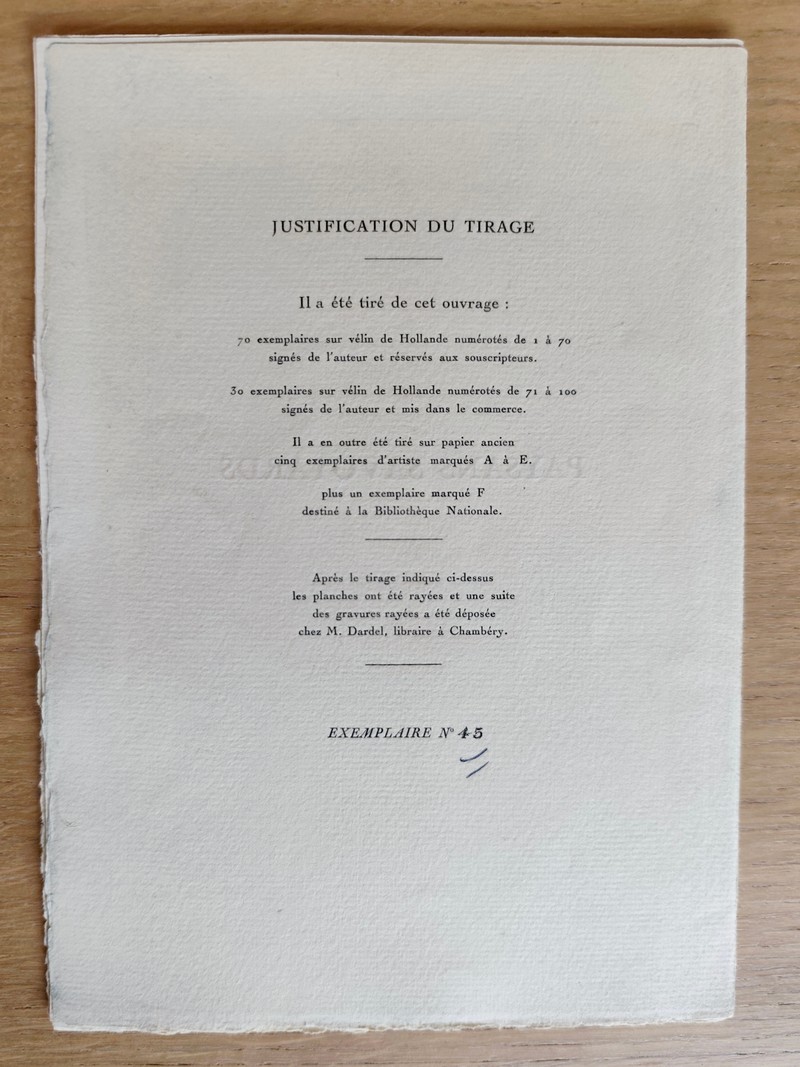 JUSTIFICATION DU TIRAGE
Il a été tiré de cet ouvrage :
70 exemplaires sur vélin de Hollande numérotés de 1 à 70
signés de l'auteur et réservés aux souscripteurs.
30 exemplaires sur vélin de Hollande numérotés de 71 à 100
signés de l'auteur et mis dans le commerce.
Il a en outre été tiré sur papier ancien
cinq exemplaires d'artiste marqués A à E.
plus un exemplaire marqué F
destiné à la Bibliothèque Nationale.
Après le tirage indiqué ci-dessus
les planches ont été rayées et une suite
des gravures rayées a été déposée
chez M. Dardel, libraire à Chambéry.
EXEMPLAIRE N° 45